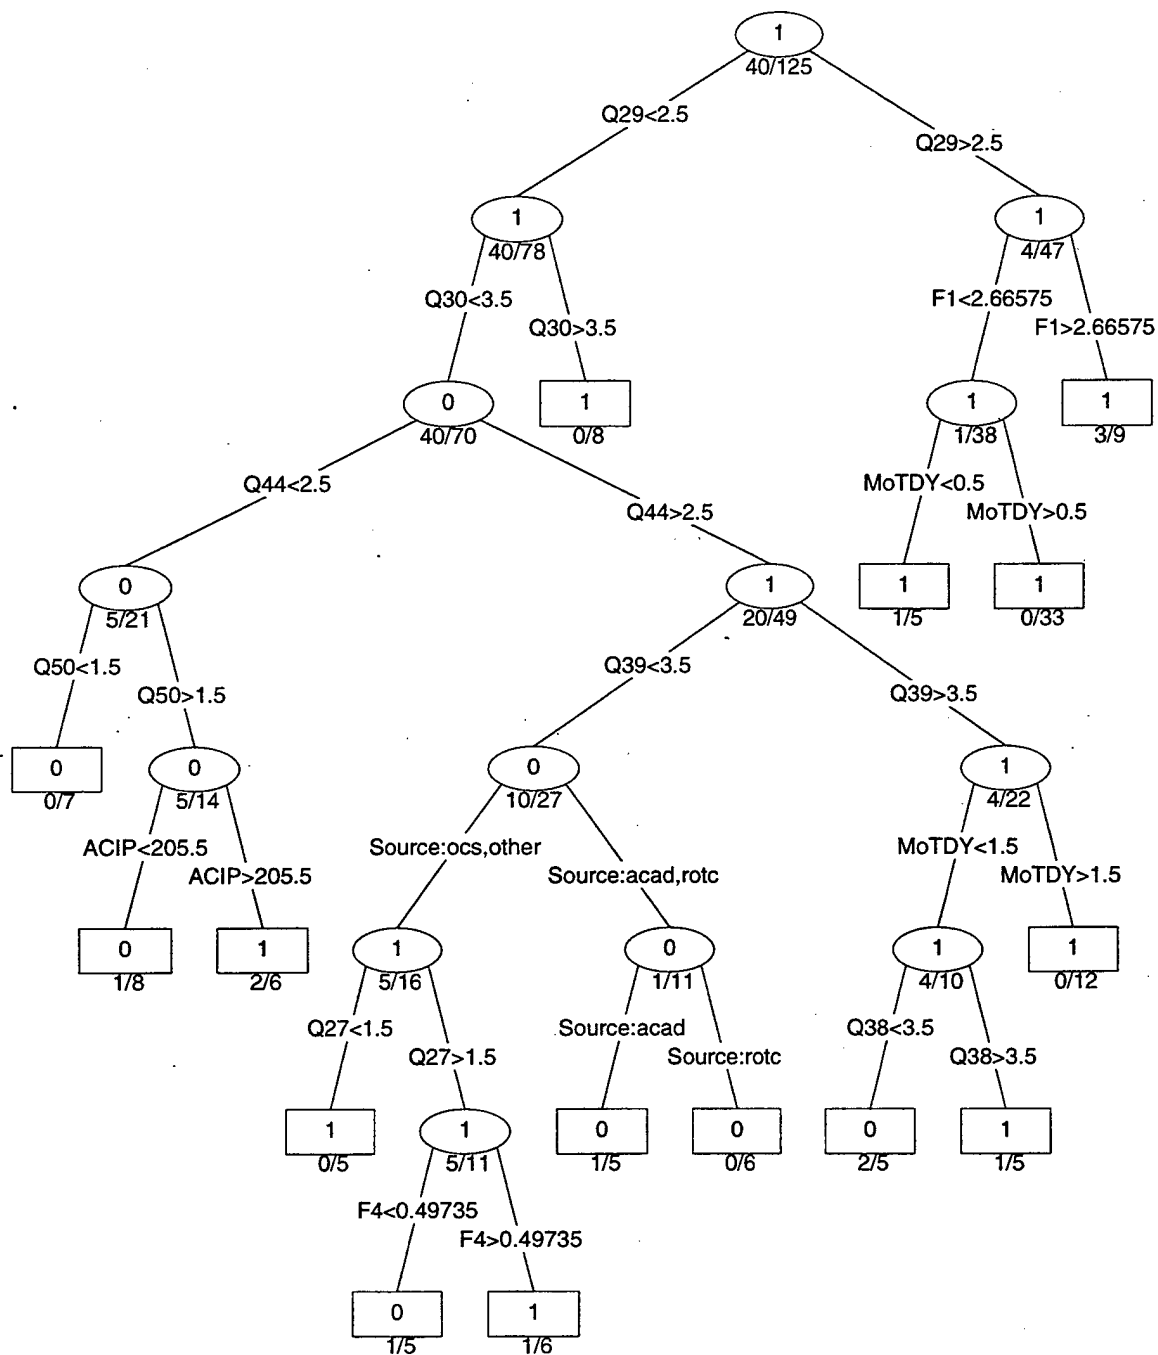 1
40/125
Q29<2.5
Q29>2.5
1
40/78
1
4/47
Q30<3.5
Q30>3.5
F1<2.66575
F1>2.66575
0
40/70
1
0/8
1
1/38
1
3/9
Q44<2.5
Q44>2.5
MoTDY<0.5
MoTDY>0.5
0
5/21
1
20/49
1
1/5
1
0/33
Q50<1.5
Q50>1.5
Q39<3.5
Q39>3.5
0
0/7
0
5/14
0
10/27
1
4/22
ACIP<205.5
ACIP>205.5
Source:ocs,other
Source:acad,rotc
MoTDY<1.5
MoTDY>1.5
0
1/8
1
2/6
1
5/16
0
1/11
1
4/10
1
0/12
Q27<1.5
Q27>1.5
Source:acad
Source:rotc
Q38<3.5
Q38>3.5
1
0/5
1
5/11
0
1/5
0
0/6
0
2/5
1
1/5
F4<0.49735
F4>0.49735
0
1/5
1
1/6